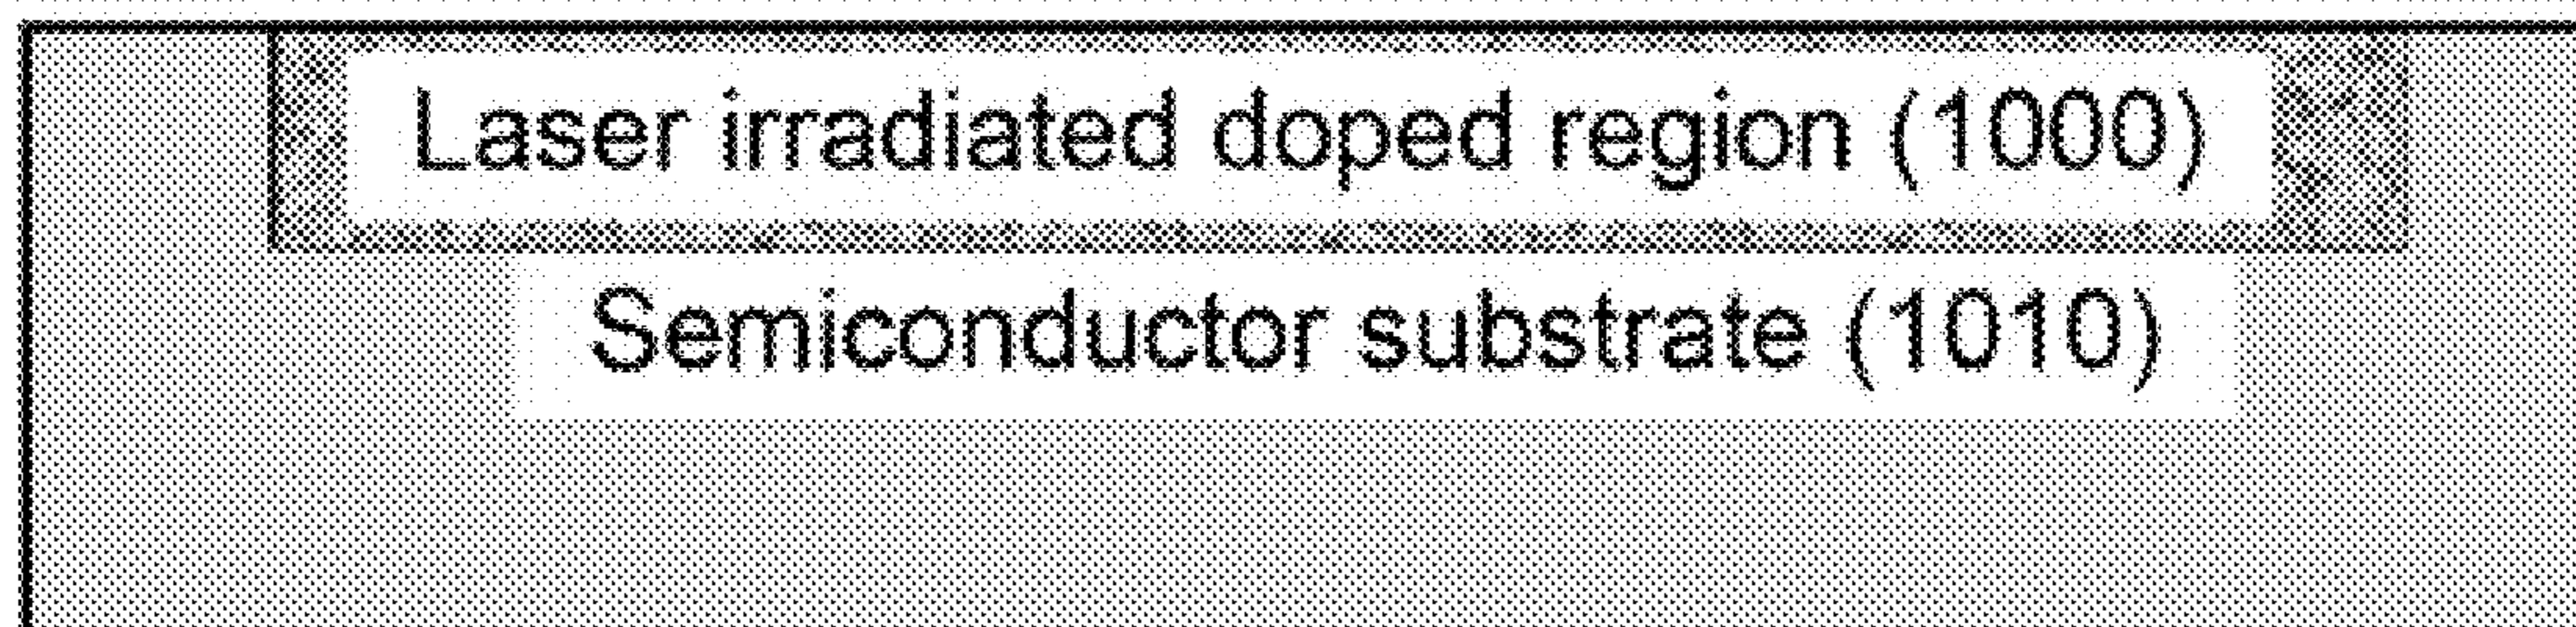 Laser irradiated doped region (1000)
Semiconductor substrate (1010)